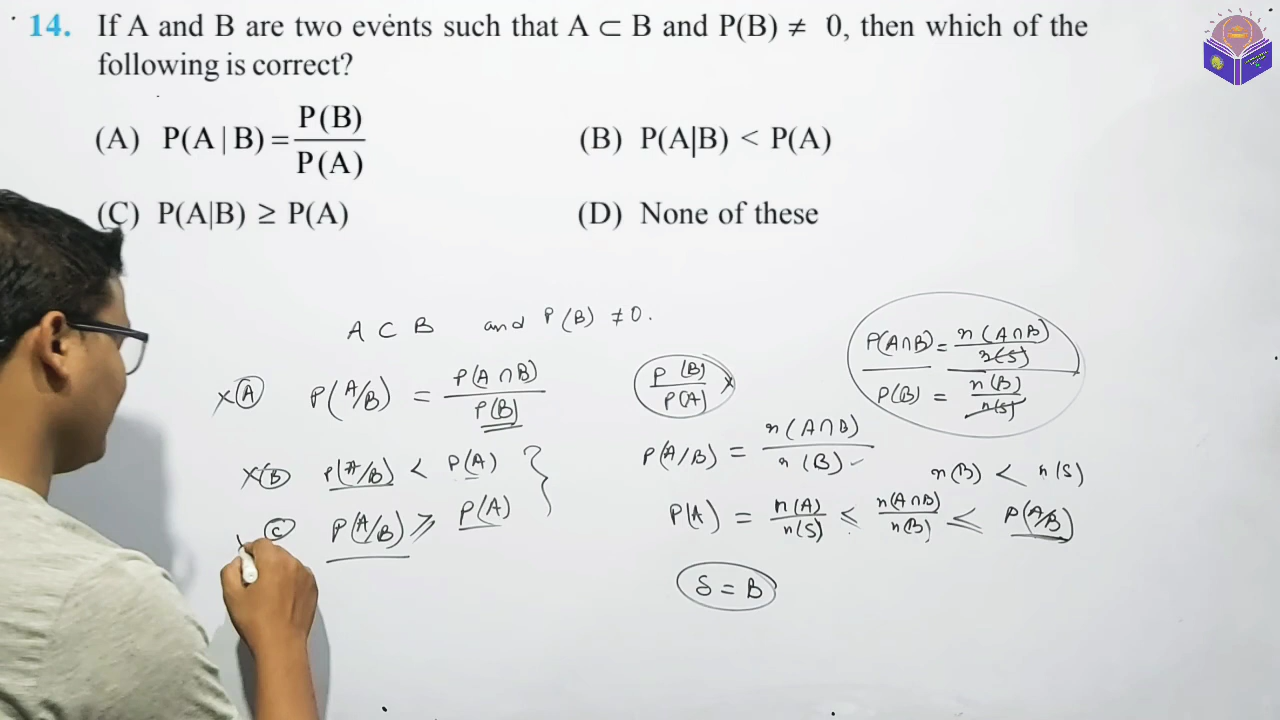 14. If A and B are two events such that A ⊂ B and P(B) ≠ 0, then which of the
following is correct?
(A) P(A | B) = P(B) / P(A)
(B) P(A|B) < P(A)
(C) P(A|B) ≥ P(A)
(D) None of these
A ⊂ B and P(B) ≠ 0.
×(A) P(A/B) = P(A ∩ B) / P(B)
P(B) / P(A) ×
×(B) P(A/B) < P(A)
(C) P(A/B) ≥ P(A)
P(A∩B) / P(B) = n(A∩B) / n(S) / n(B) / n(S)
P(A/B) = n(A∩B) / n(B)
n(B) < n(S)
P(A) = n(A) / n(S) ≤ n(A∩B) / n(B) ≤ P(A/B)
S = B